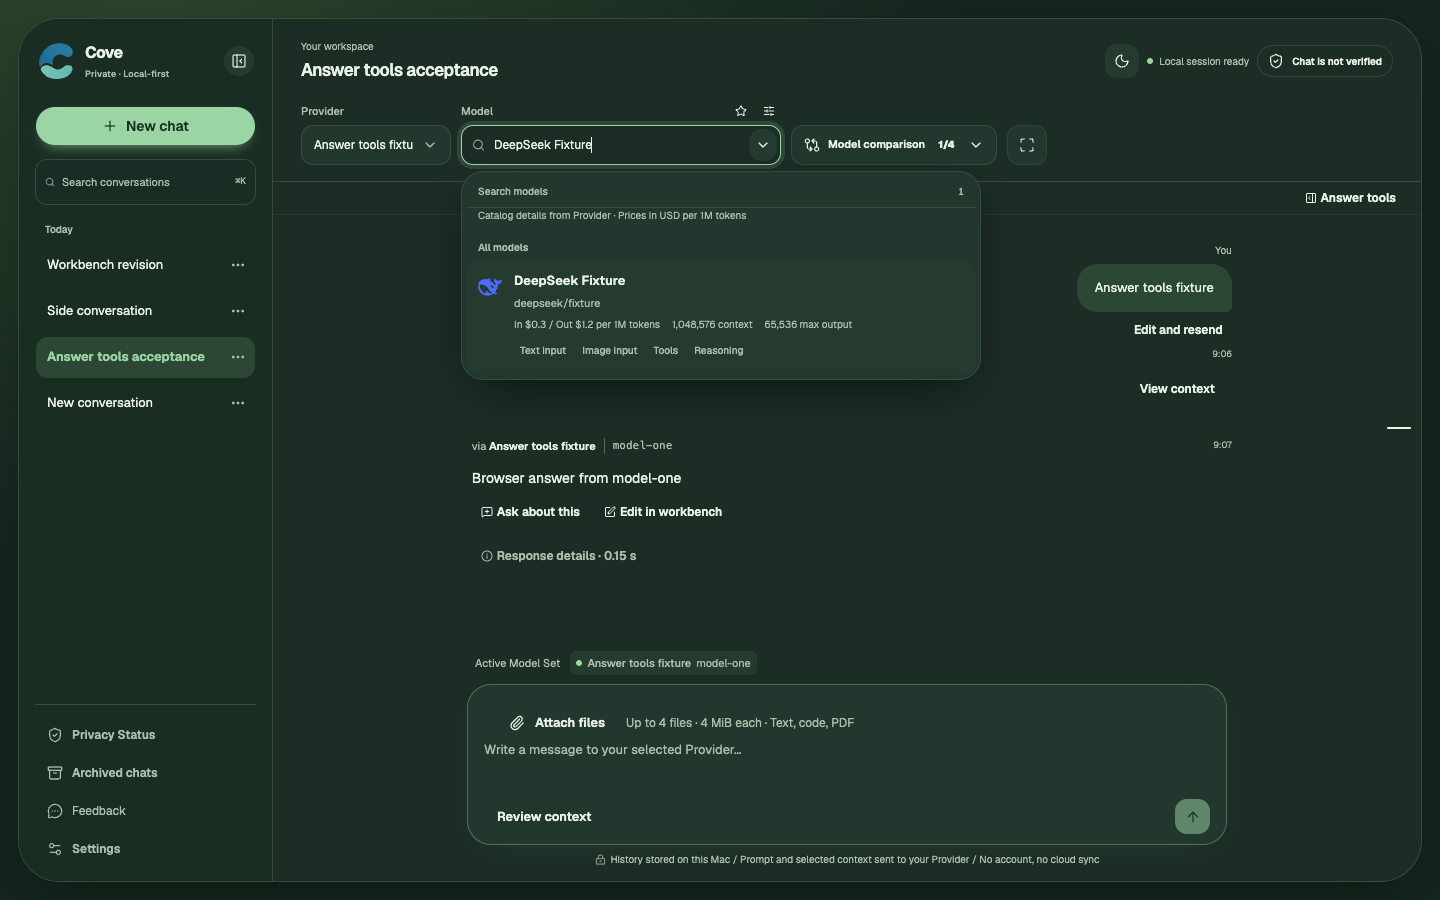 Cove
Private · Local-first
New chat
Search conversations ⌘K
Today
Workbench revision
Side conversation
Answer tools acceptance
New conversation
Privacy Status
Archived chats
Feedback
Settings
Your workspace
Answer tools acceptance
Local session ready
Chat is not verified
Provider
Answer tools fixtu
Model
DeepSeek Fixture
Model comparison 1/4
Answer tools
Search models 1
Catalog details from Provider · Prices in USD per 1M tokens
All models
DeepSeek Fixture
deepseek/fixture
In $0.3 / Out $1.2 per 1M tokens 1,048,576 context 65,536 max output
Text input Image input Tools Reasoning
You
Answer tools fixture
Edit and resend
9:06
View context
via Answer tools fixture model-one 9:07
Browser answer from model-one
Ask about this Edit in workbench
Response details · 0.15 s
Active Model Set Answer tools fixture model-one
Attach files Up to 4 files · 4 MiB each · Text, code, PDF
Write a message to your selected Provider...
Review context
History stored on this Mac / Prompt and selected context sent to your Provider / No account, no cloud sync